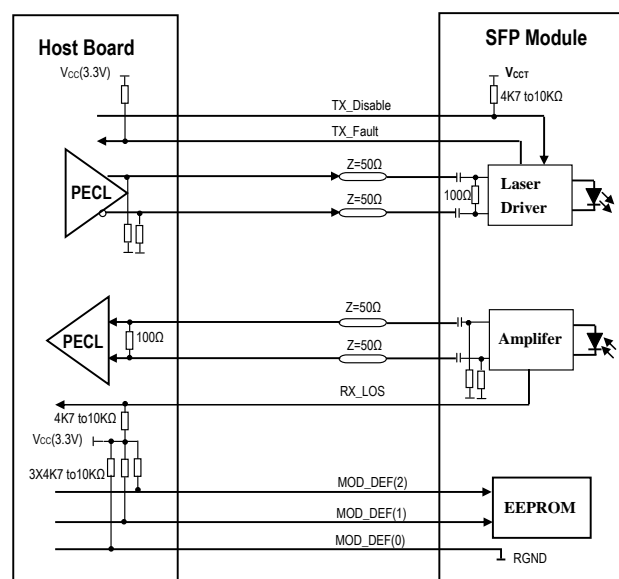 Host Board
SFP Module
Vcc(3.3V)
VCCT
4K7 to10KΩ
TX_Disable
TX_Fault
Z=50Ω
PECL
100Ω
Laser
Driver
Z=50Ω
Z=50Ω
PECL
100Ω
Amplifer
Z=50Ω
RX_LOS
4K7 to10KΩ
Vcc(3.3V)
3X4K7 to10KΩ
MOD_DEF(2)
EEPROM
MOD_DEF(1)
MOD_DEF(0)
RGND